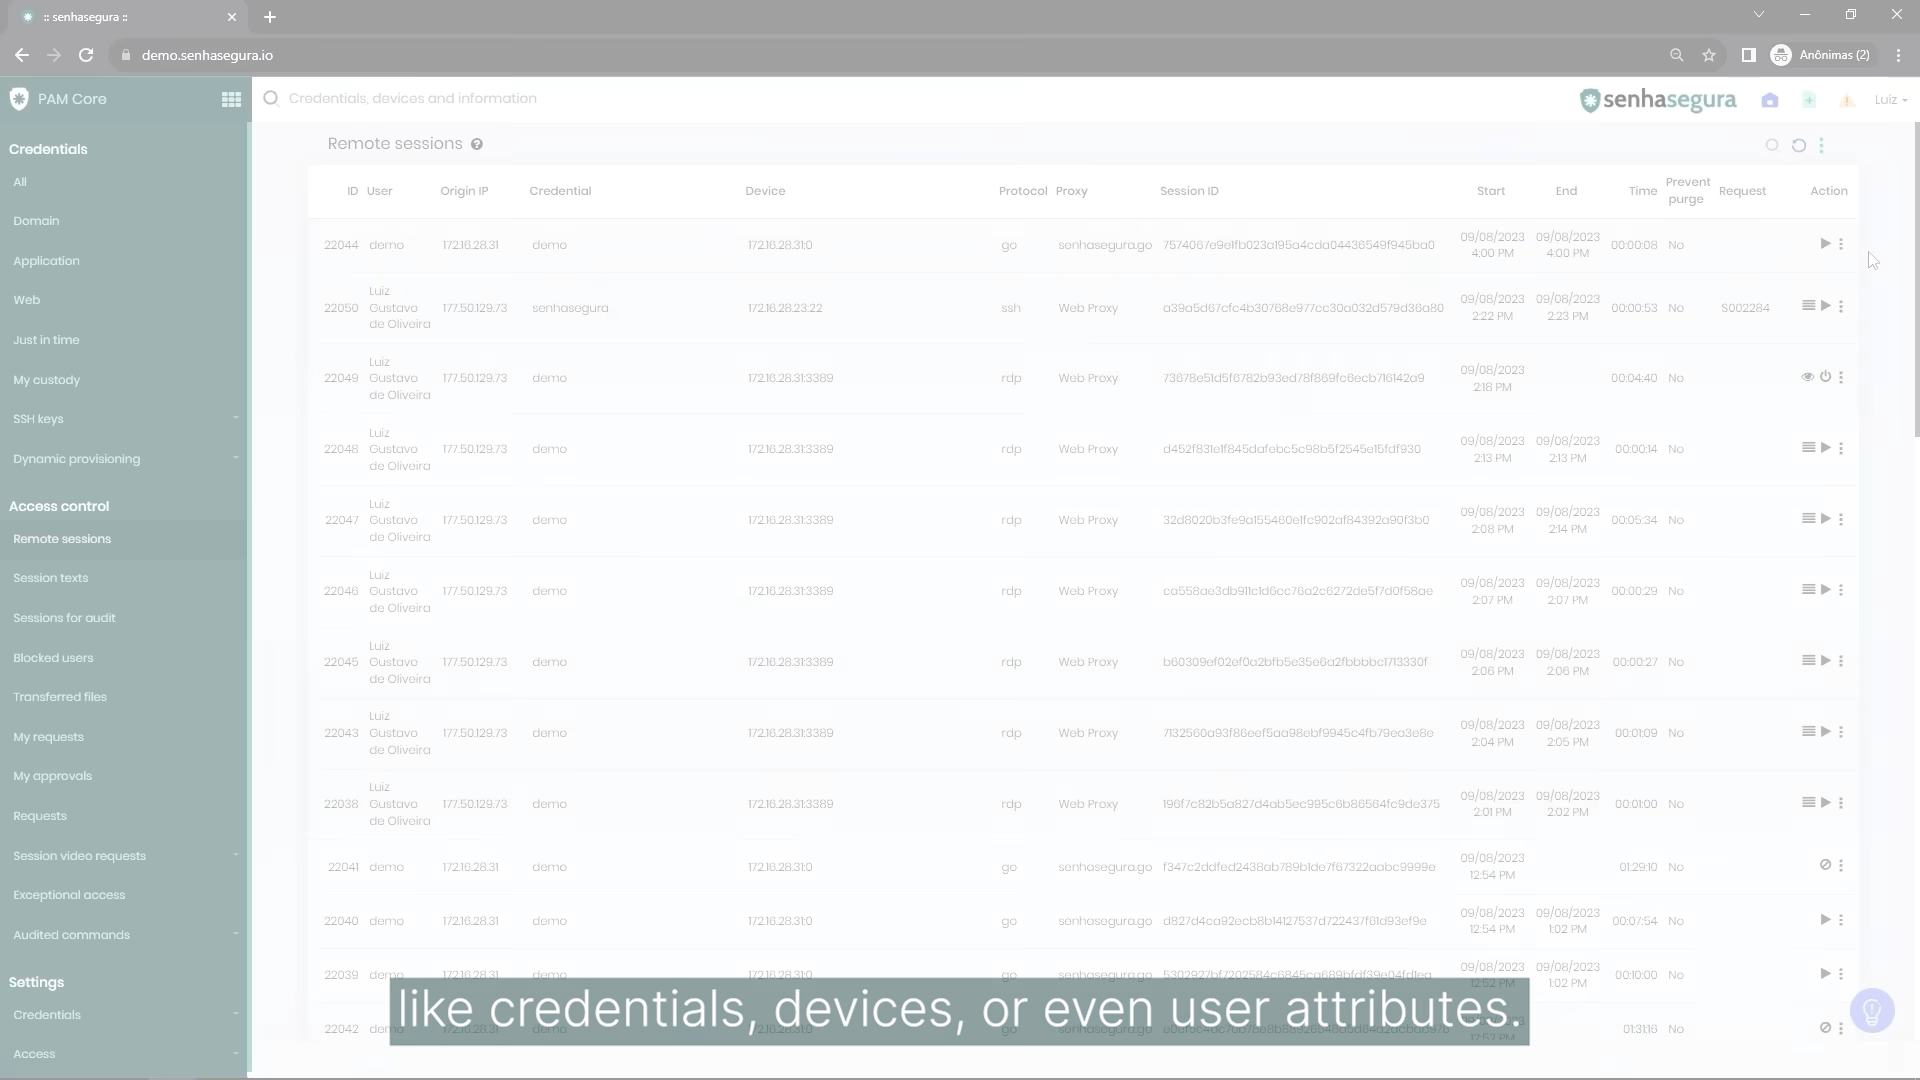 :: senhasegura ::
demo.senhasegura.io
Anônimas (2)
PAM Core
Credentials, devices and information
senhasegura
Luiz
Credentials
All
Domain
Application
Web
Just in time
My custody
SSH keys
Dynamic provisioning
Access control
Remote sessions
Session texts
Sessions for audit
Blocked users
Transferred files
My requests
My approvals
Requests
Session video requests
Exceptional access
Audited commands
Settings
Credentials
Access
Remote sessions
ID User Origin IP Credential Device Protocol Proxy Session ID Start End Time Prevent purge Request Action
22044 demo 172.16.28.31 demo 172.16.28.31:0 go senhasegura.go 7574067e9e1fb023a195a4cda04436549f945ba0 09/08/2023 4:00 PM 09/08/2023 4:00 PM 00:00:08 No
22050 Luiz Gustavo de Oliveira 177.50.129.73 senhasegura 172.16.28.23:22 ssh Web Proxy a39a5d67cfc4b30768e977cc30a032d579d36a80 09/08/2023 2:22 PM 09/08/2023 2:23 PM 00:00:53 No S002284
22049 Luiz Gustavo de Oliveira 177.50.129.73 demo 172.16.28.31:3389 rdp Web Proxy 73678e51d5f6782b93ed78f869fc6ecb716142a9 09/08/2023 2:18 PM 00:04:40 No
22048 Luiz Gustavo de Oliveira 177.50.129.73 demo 172.16.28.31:3389 rdp Web Proxy d452f831e1f845dafebc5c98b5f2545e15fdf930 09/08/2023 2:13 PM 09/08/2023 2:13 PM 00:00:14 No
22047 Luiz Gustavo de Oliveira 177.50.129.73 demo 172.16.28.31:3389 rdp Web Proxy 32d8020b3fe9a155460e1fc902af84392a90f3b0 09/08/2023 2:08 PM 09/08/2023 2:14 PM 00:05:34 No
22046 Luiz Gustavo de Oliveira 177.50.129.73 demo 172.16.28.31:3389 rdp Web Proxy ca558ae3db911c1d6cc76a2c6272de5f7d0f58ae 09/08/2023 2:07 PM 09/08/2023 2:07 PM 00:00:29 No
22045 Luiz Gustavo de Oliveira 177.50.129.73 demo 172.16.28.31:3389 rdp Web Proxy b60309ef02ef0a2bfb5e35e6a2fbbbbc1713330f 09/08/2023 2:06 PM 09/08/2023 2:06 PM 00:00:27 No
22043 Luiz Gustavo de Oliveira 177.50.129.73 demo 172.16.28.31:3389 rdp Web Proxy 7132560a93f86eef5aa98ebf9945c4fb79ea3e8e 09/08/2023 2:04 PM 09/08/2023 2:05 PM 00:01:09 No
22038 Luiz Gustavo de Oliveira 177.50.129.73 demo 172.16.28.31:3389 rdp Web Proxy 196f7c82b5a827d4ab5ec995c6b86564fc9de375 09/08/2023 2:01 PM 09/08/2023 2:02 PM 00:01:00 No
22041 demo 172.16.28.31 demo 172.16.28.31:0 go senhasegura.go f347c2ddfed2438ab789b1de7f67322aabc9999e 09/08/2023 12:54 PM 01:29:10 No
22040 demo 172.16.28.31 demo 172.16.28.31:0 go senhasegura.go d827d4ca92ecb8b14127537d722437f61d93ef9e 09/08/2023 12:54 PM 09/08/2023 1:02 PM 00:07:54 No
22039 demo 172.16.28.31 demo 172.16.28.31:0 go senhasegura.go 5302927bf7202584c6845ca689bfdf39e04fd1ea 09/08/2023 12:52 PM 09/08/2023 1:02 PM 00:10:00 No
22042 12:52 PM 01:31:16 No
like credentials, devices, or even user attributes.